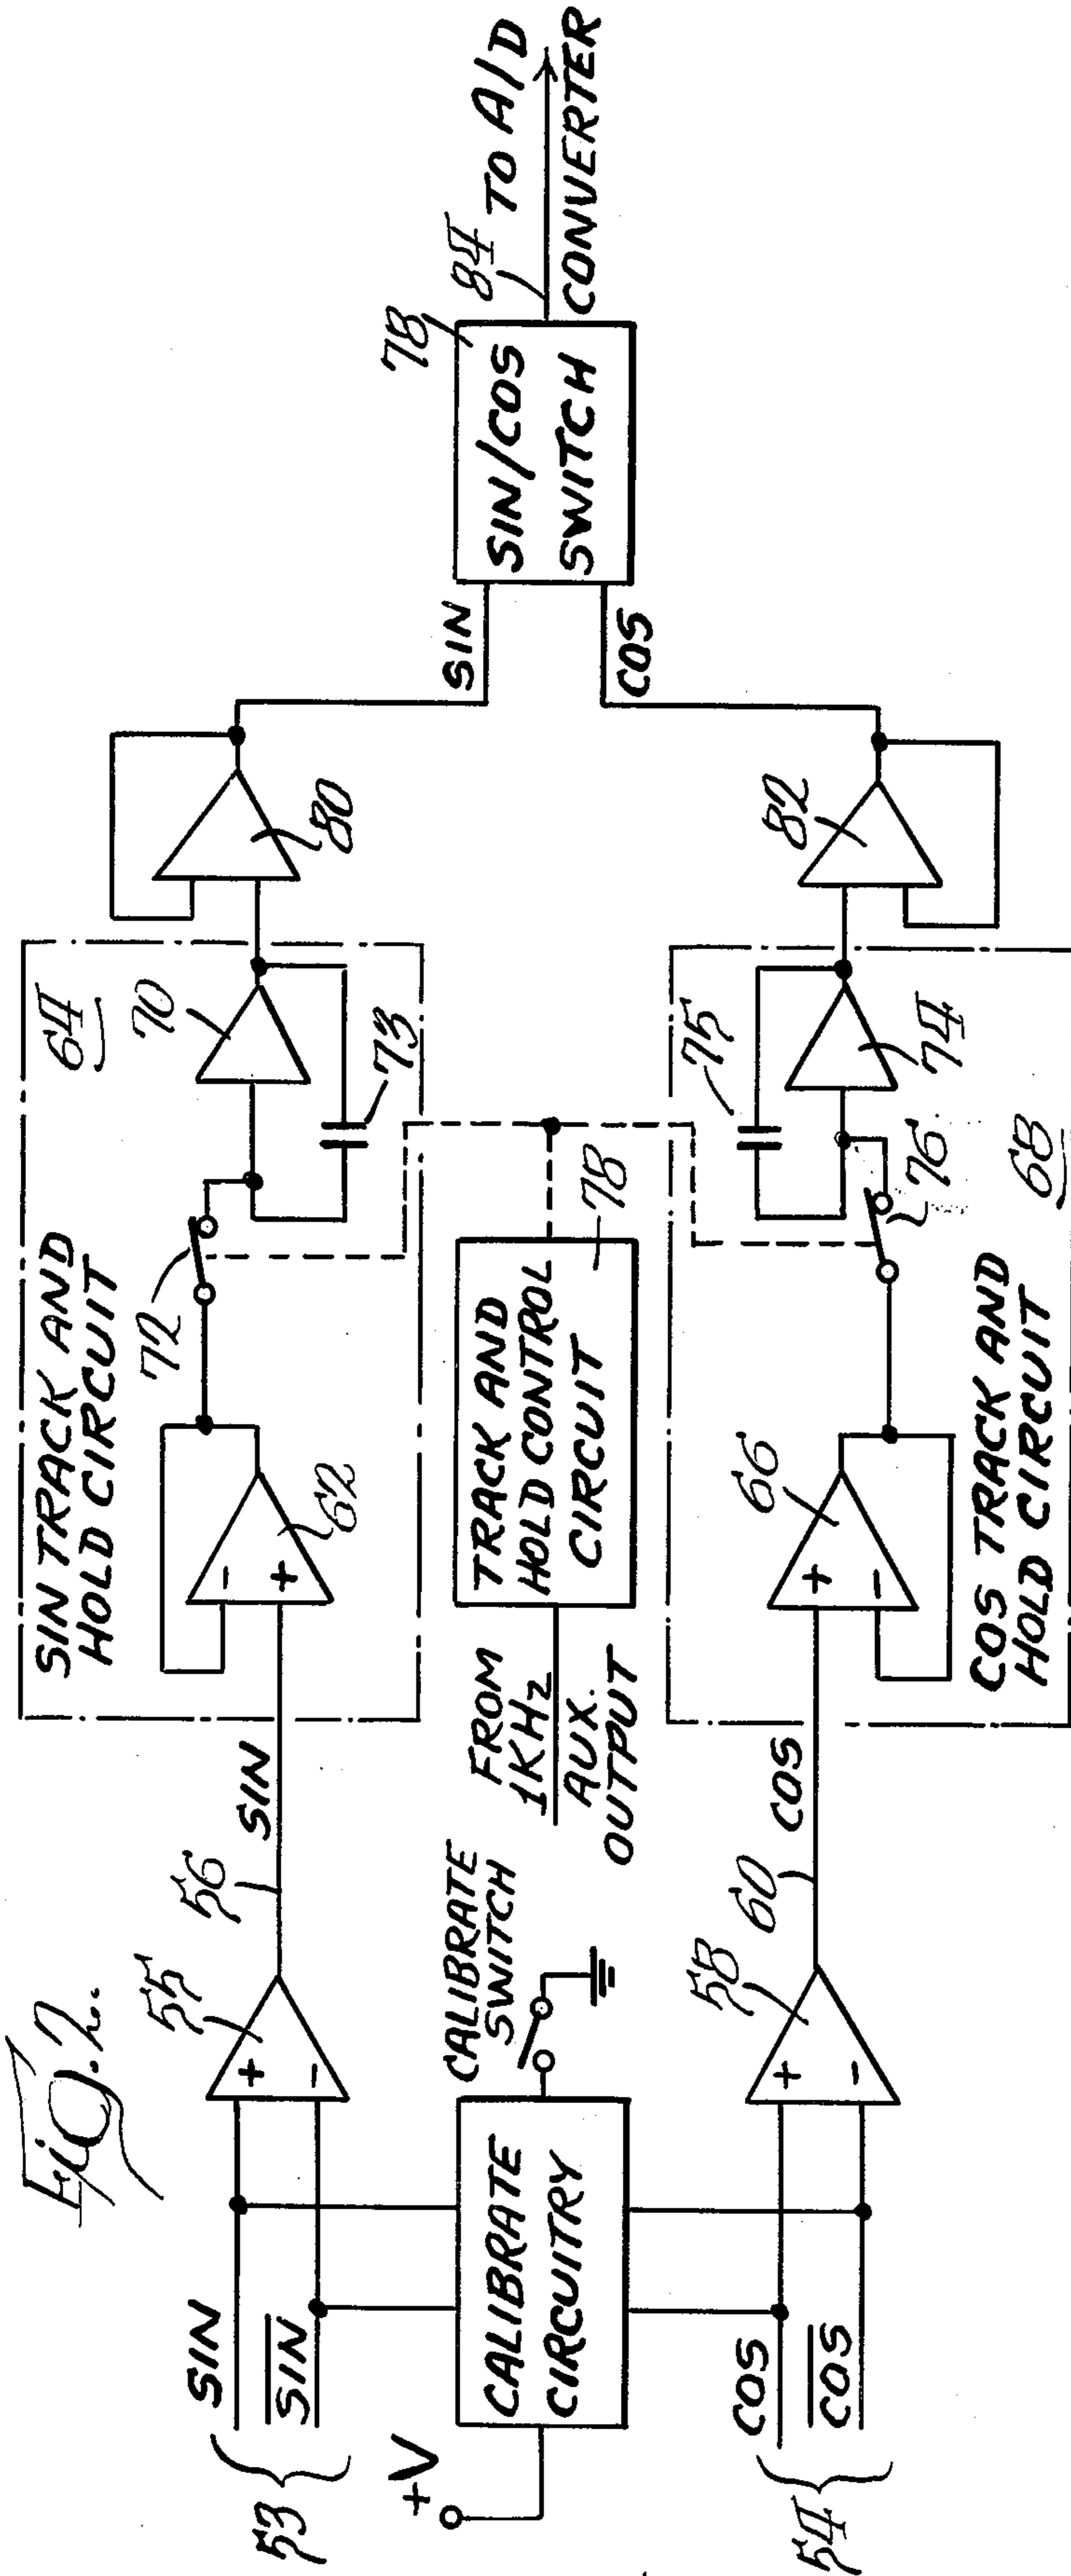 Fig. 2.
53
SIN
S̅I̅N̅
55
56
SIN
SIN TRACK AND
HOLD CIRCUIT
64
62
72
70
73
80
SIN
+
-
-
+
+V
CALIBRATE
CIRCUITRY
CALIBRATE
SWITCH
FROM
1KHz
AUX.
OUTPUT
TRACK AND
HOLD CONTROL
CIRCUIT
78
SIN/COS
SWITCH
78
84
TO A/D
CONVERTER
54
COS
C̅O̅S̅
58
60
COS
COS TRACK AND
HOLD CIRCUIT
68
66
76
75
74
82
COS
+
-
+
-